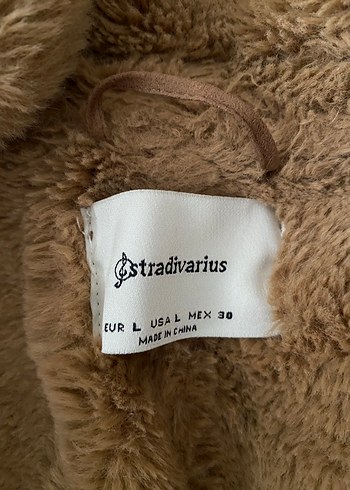 stradivarius
EUR L USA L MEX 30
MADE IN CHINA